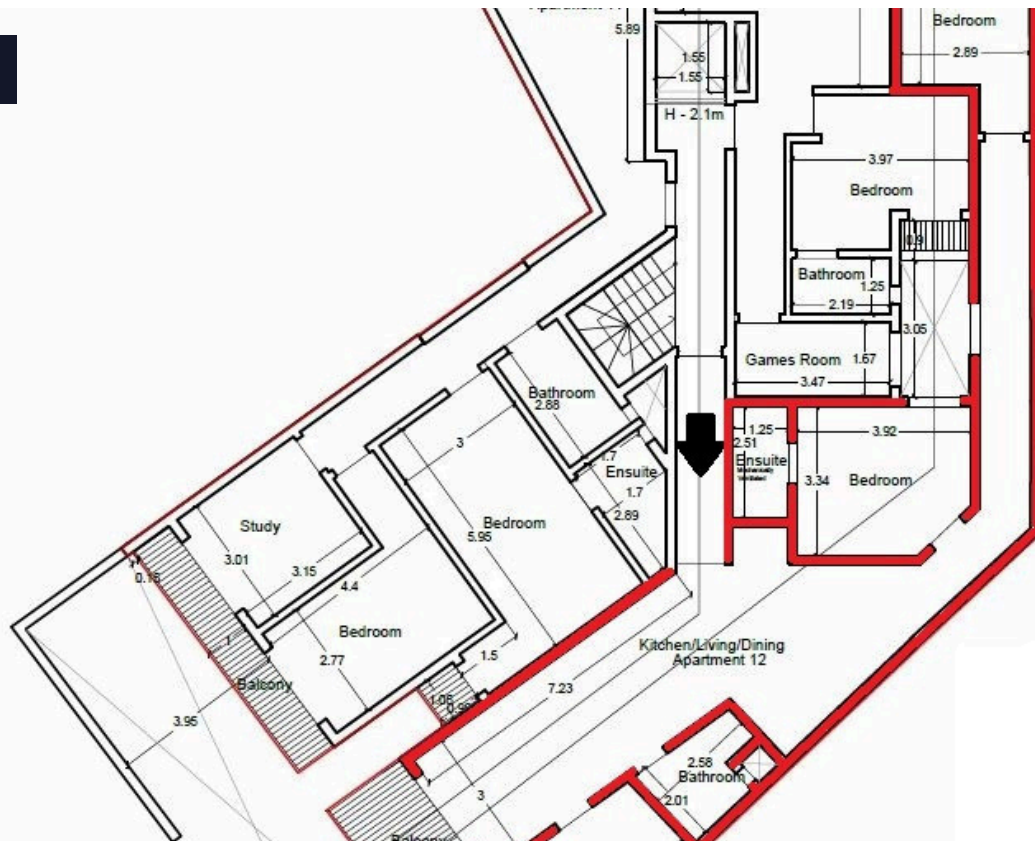 Bedroom
5.89
2.89
1.55
1.55
H - 2.1m
3.97
Bedroom
0.9
Bathroom
1.25
2.19
3.05
Games Room
1.67
3.47
Bathroom
2.88
3
1.25
2.51
3.92
Ensuite
Mechanically
Ventilated
3.34
Bedroom
1.7
Ensuite
1.7
2.89
Study
Bedroom
5.95
3.01
3.15
0.15
4.4
Bedroom
2.77
1
1.5
Kitchen/Living/Dining
Apartment 12
Balcony
7.23
3.95
2.58
Bathroom
2.01
3
Balcony